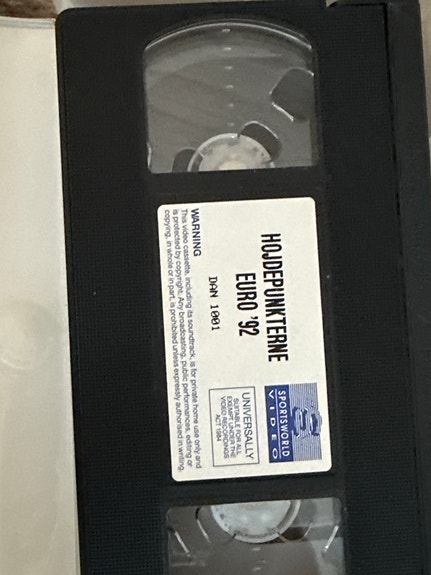 HOJDEPUNKTERNE
EURO '92
DAN 1001
SPORTSWORLD
VIDEO
UNIVERSALLY
SUITABLE FOR ALL
EXEMPT UNDER THE
VIDEO RECORDINGS
ACT 1984
WARNING
This video cassette, including its soundtrack, is for private home use only and
is protected by copyright. Any broadcasting, public performances, editing or
copying, in whole or in part, is prohibited unless expressly authorised in writing.